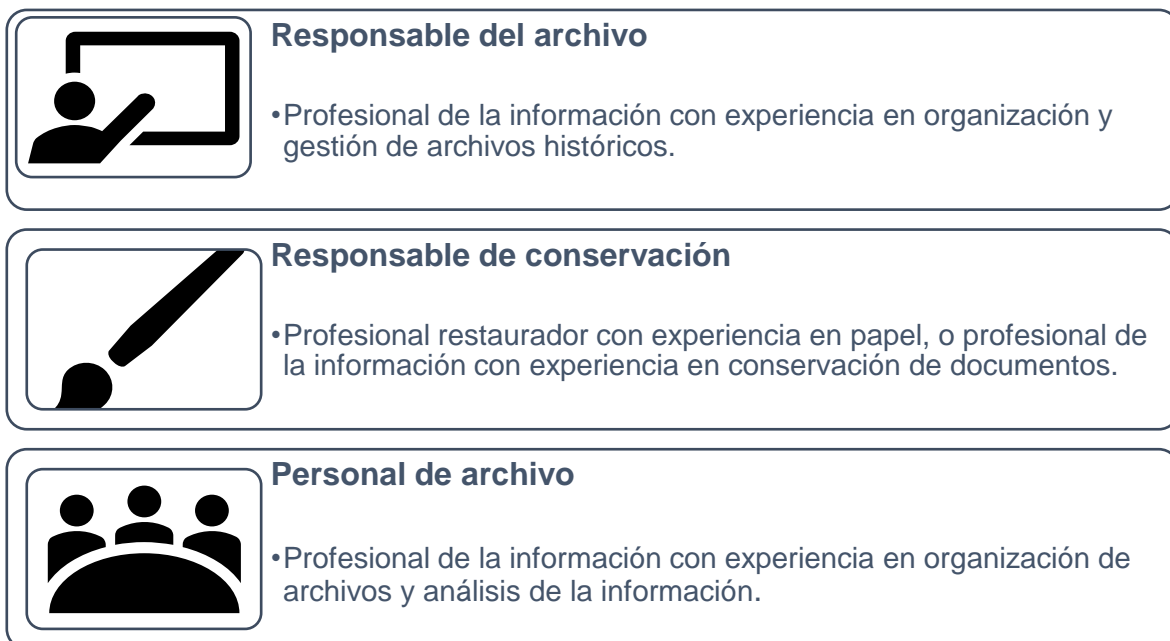 Responsable del archivo
•Profesional de la información con experiencia en organización y
gestión de archivos históricos.
Responsable de conservación
•Profesional restaurador con experiencia en papel, o profesional de
la información con experiencia en conservación de documentos.
Personal de archivo
•Profesional de la información con experiencia en organización de
archivos y análisis de la información.